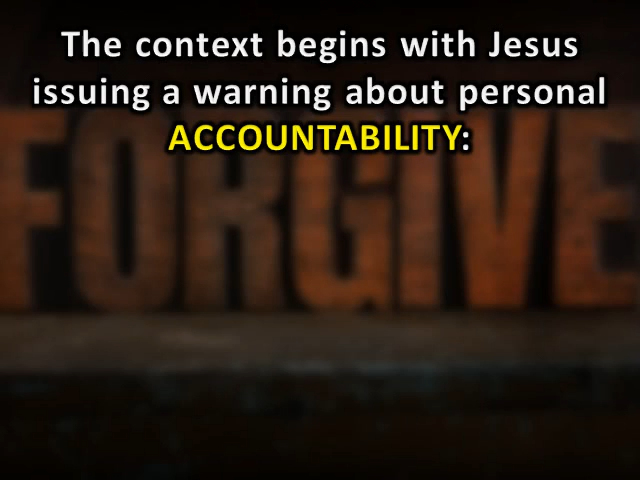 The context begins with Jesus
issuing a warning about personal
ACCOUNTABILITY:
FORGIVE